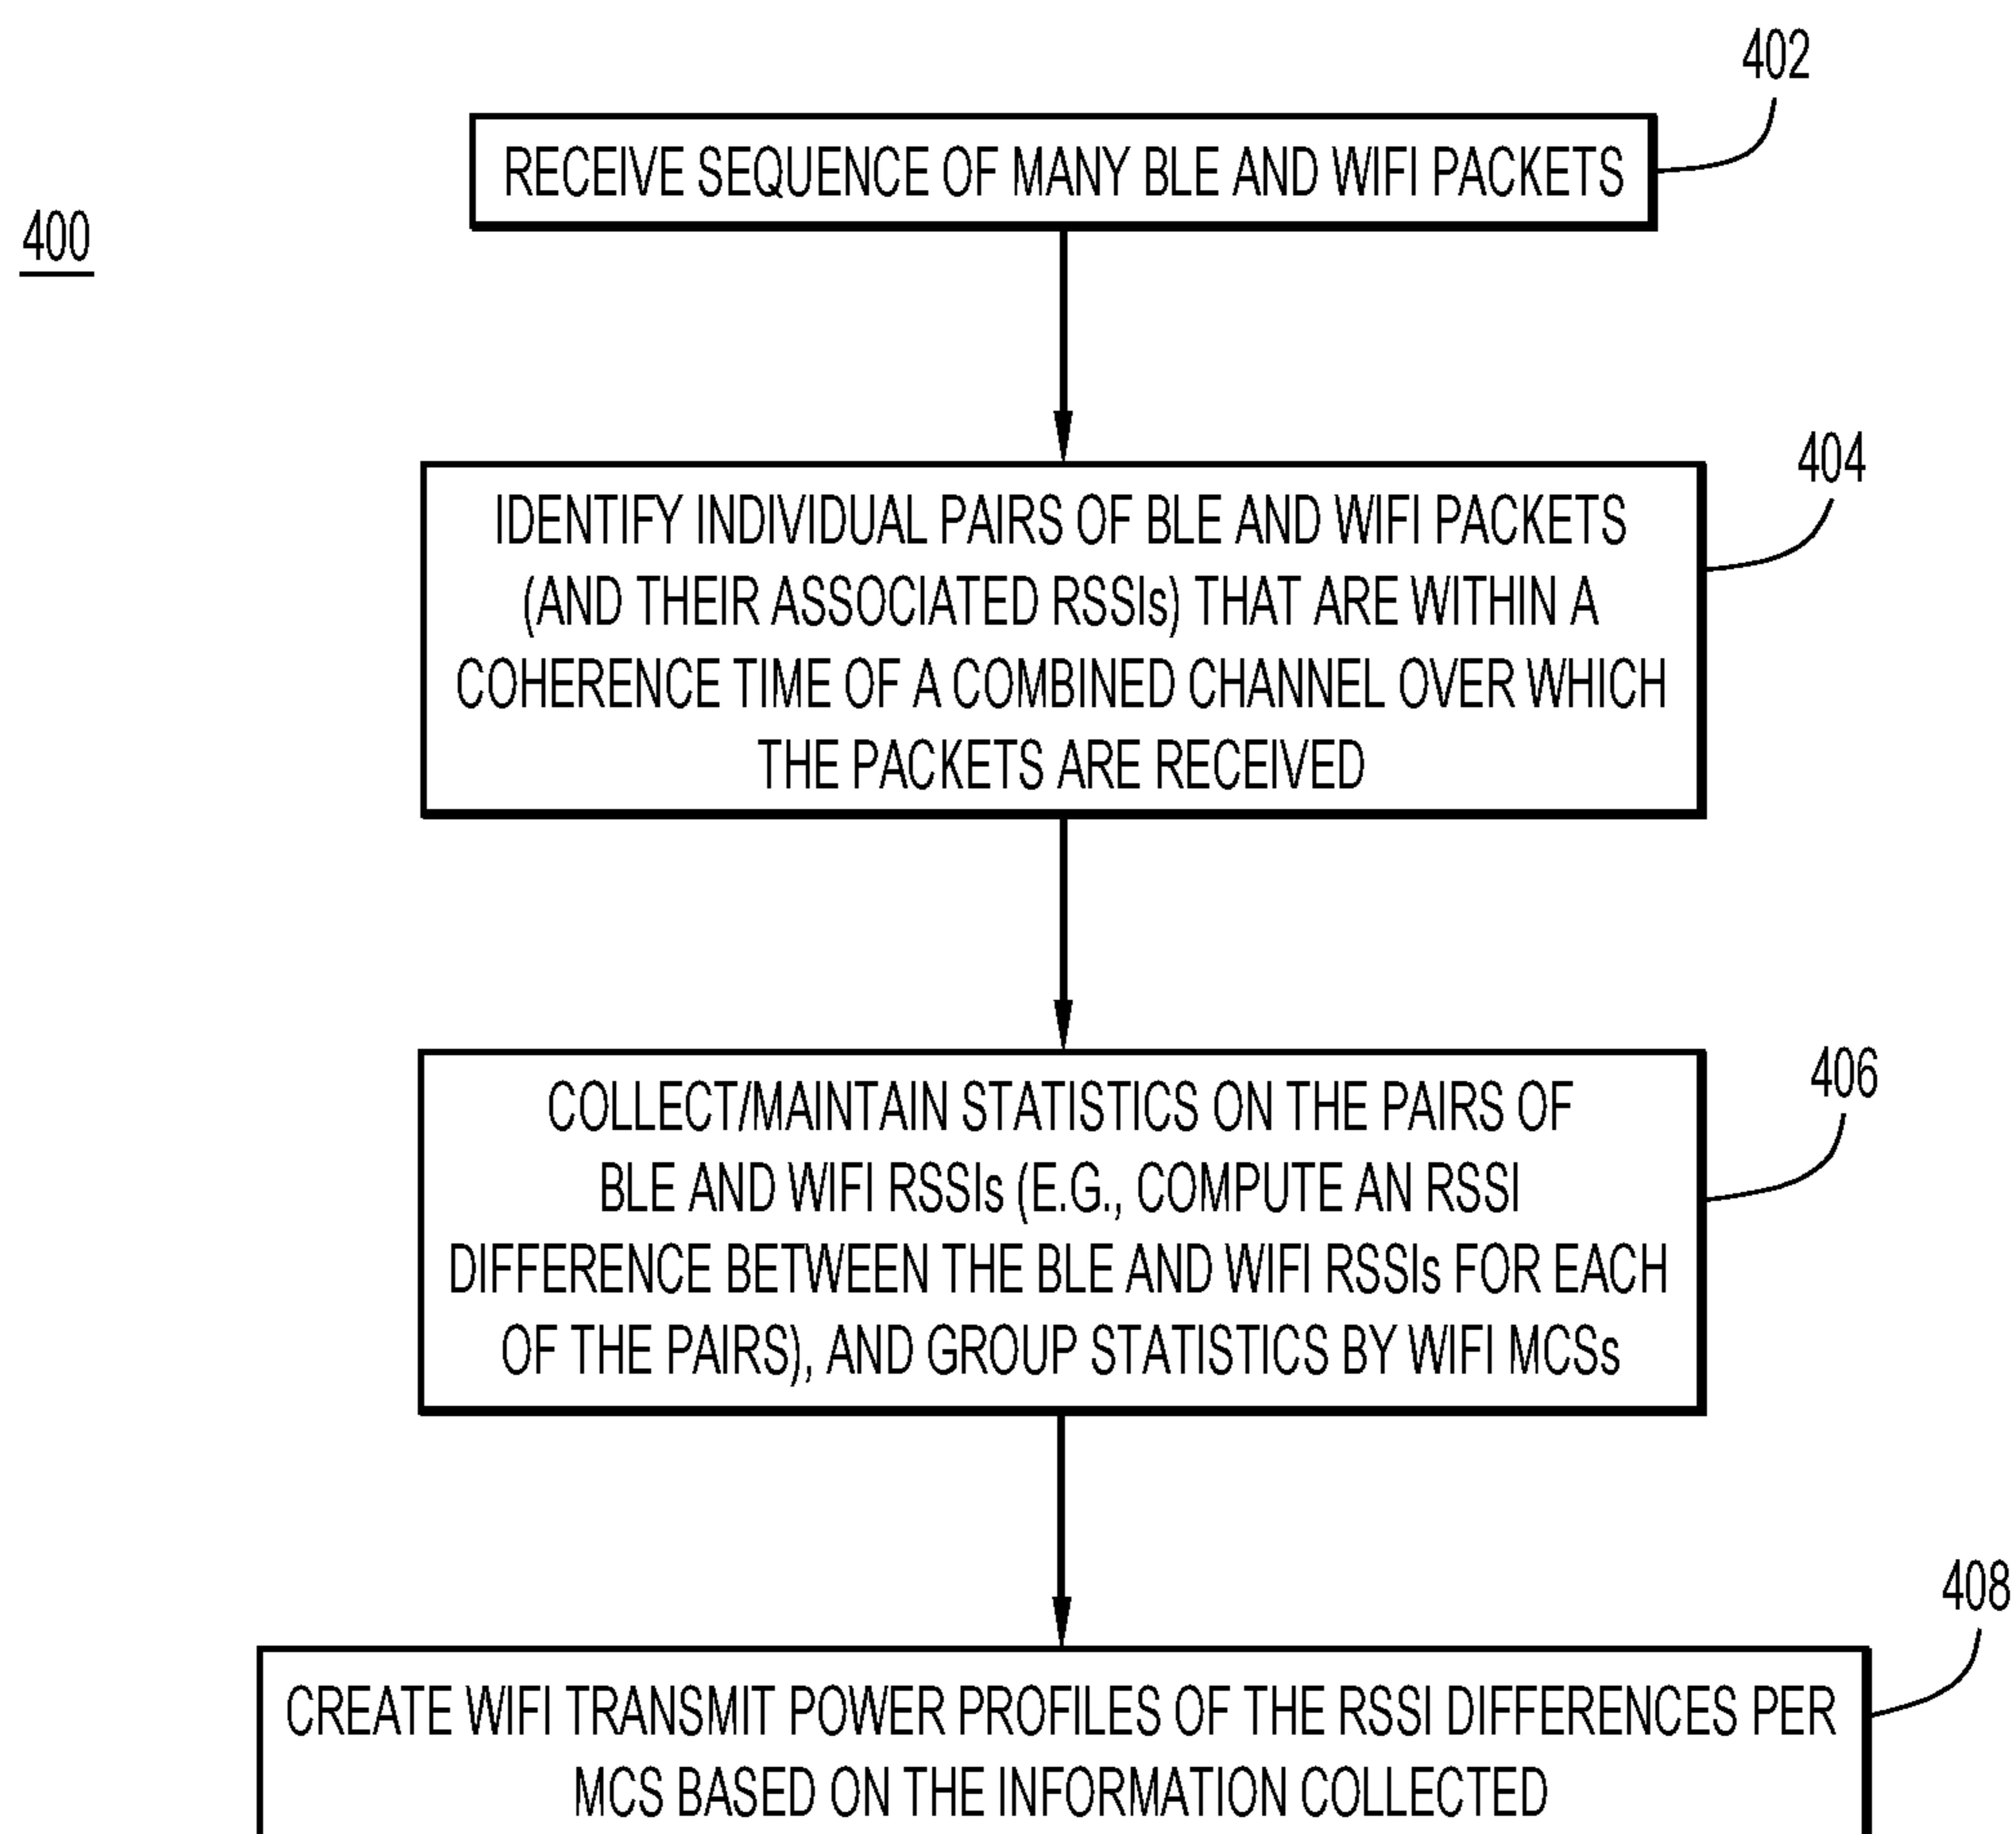 402
RECEIVE SEQUENCE OF MANY BLE AND WIFI PACKETS
400
404
IDENTIFY INDIVIDUAL PAIRS OF BLE AND WIFI PACKETS
(AND THEIR ASSOCIATED RSSIs) THAT ARE WITHIN A
COHERENCE TIME OF A COMBINED CHANNEL OVER WHICH
THE PACKETS ARE RECEIVED
406
COLLECT/MAINTAIN STATISTICS ON THE PAIRS OF
BLE AND WIFI RSSIs (E.G., COMPUTE AN RSSI
DIFFERENCE BETWEEN THE BLE AND WIFI RSSIs FOR EACH
OF THE PAIRS), AND GROUP STATISTICS BY WIFI MCSs
408
CREATE WIFI TRANSMIT POWER PROFILES OF THE RSSI DIFFERENCES PER
MCS BASED ON THE INFORMATION COLLECTED